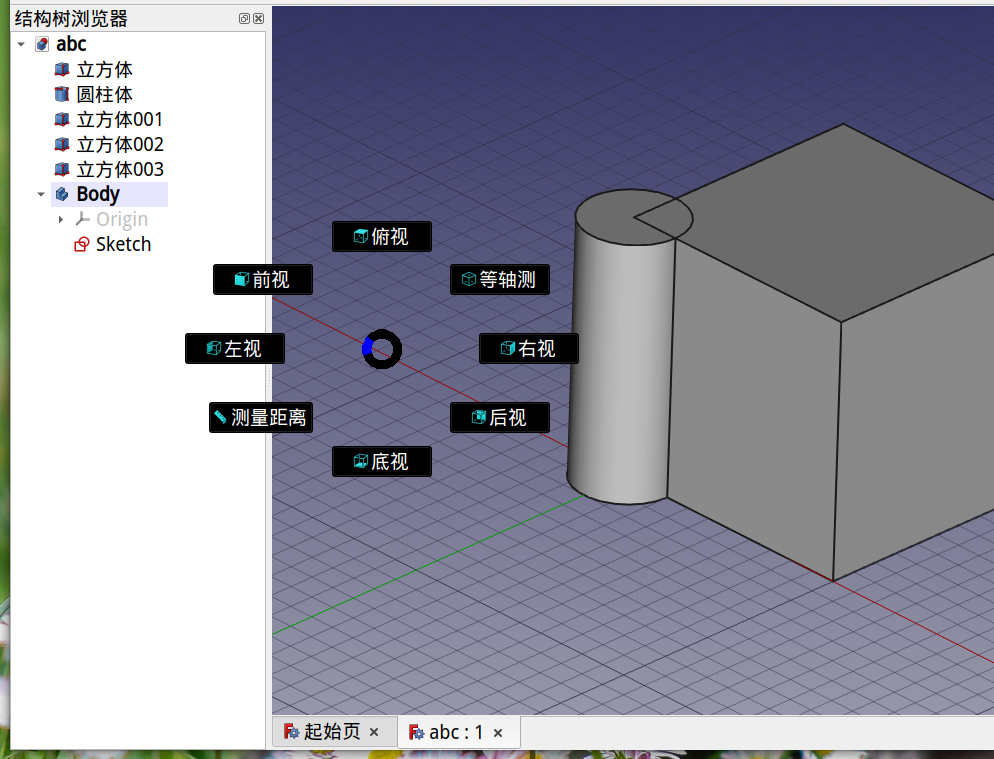 结构树浏览器
abc
立方体
圆柱体
立方体001
立方体002
立方体003
Body
Origin
Sketch
俯视
前视
等轴测
左视
右视
测量距离
后视
底视
起始页
abc : 1